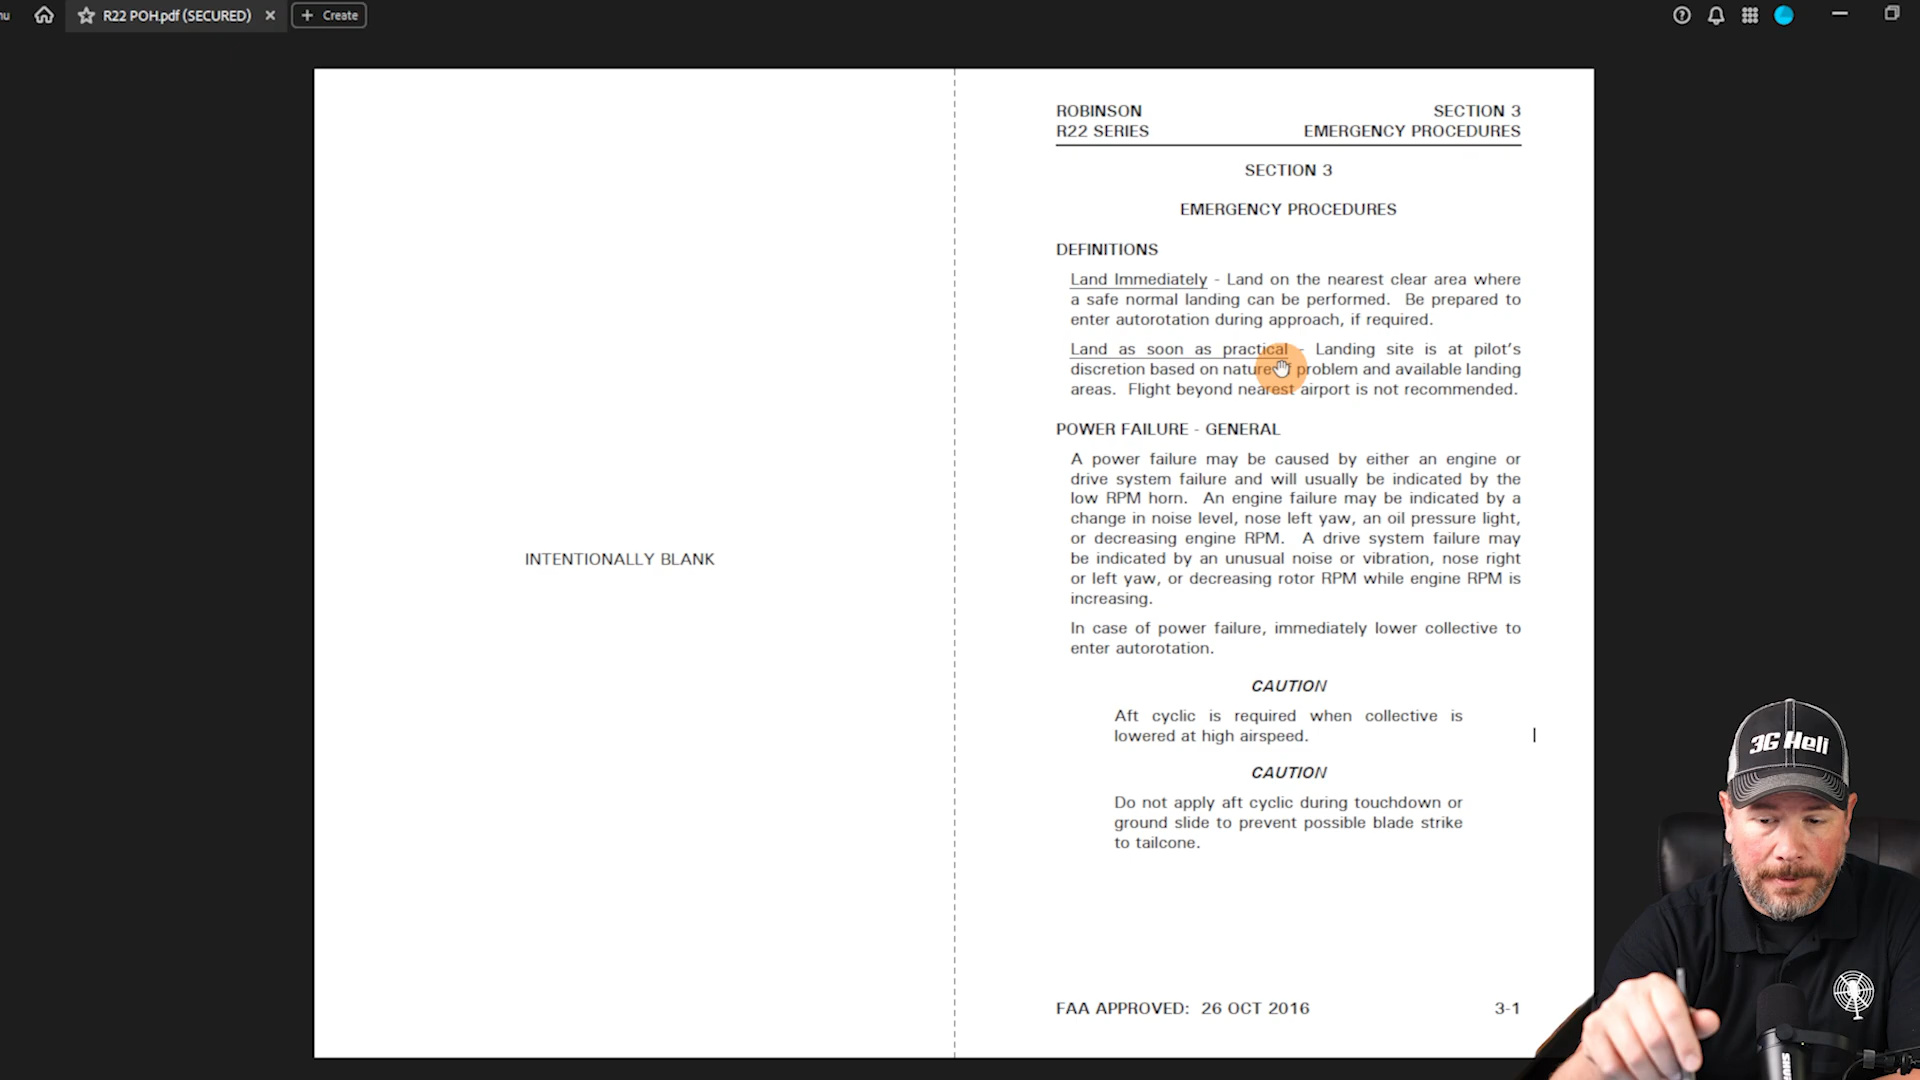 nu
R22 POH.pdf (SECURED)
Create
ROBINSON
R22 SERIES
SECTION 3
EMERGENCY PROCEDURES
SECTION 3
EMERGENCY PROCEDURES
DEFINITIONS
Land Immediately - Land on the nearest clear area where
a safe normal landing can be performed. Be prepared to
enter autorotation during approach, if required.
Land as soon as practical - Landing site is at pilot's
discretion based on nature problem and available landing
areas. Flight beyond nearest airport is not recommended.
POWER FAILURE - GENERAL
A power failure may be caused by either an engine or
drive system failure and will usually be indicated by the
low RPM horn. An engine failure may be indicated by a
change in noise level, nose left yaw, an oil pressure light,
or decreasing engine RPM. A drive system failure may
be indicated by an unusual noise or vibration, nose right
or left yaw, or decreasing rotor RPM while engine RPM is
increasing.
In case of power failure, immediately lower collective to
enter autorotation.
CAUTION
Aft cyclic is required when collective is
lowered at high airspeed.
CAUTION
Do not apply aft cyclic during touchdown or
ground slide to prevent possible blade strike
to tailcone.
FAA APPROVED: 26 OCT 2016
3-1
INTENTIONALLY BLANK
3G Heli